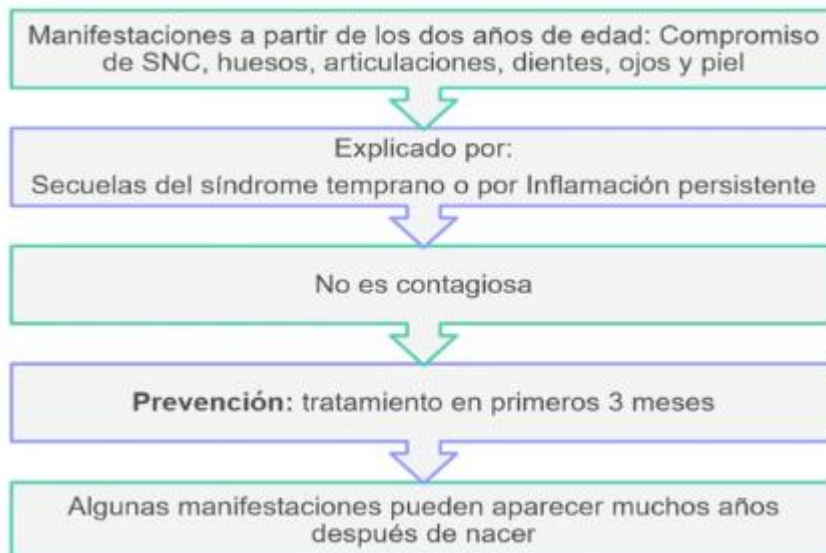 Manifestaciones a partir de los dos años de edad: Compromiso
de SNC, huesos, articulaciones, dientes, ojos y piel
Explicado por:
Secuelas del síndrome temprano o por Inflamación persistente
No es contagiosa
Prevención: tratamiento en primeros 3 meses
Algunas manifestaciones pueden aparecer muchos años
después de nacer